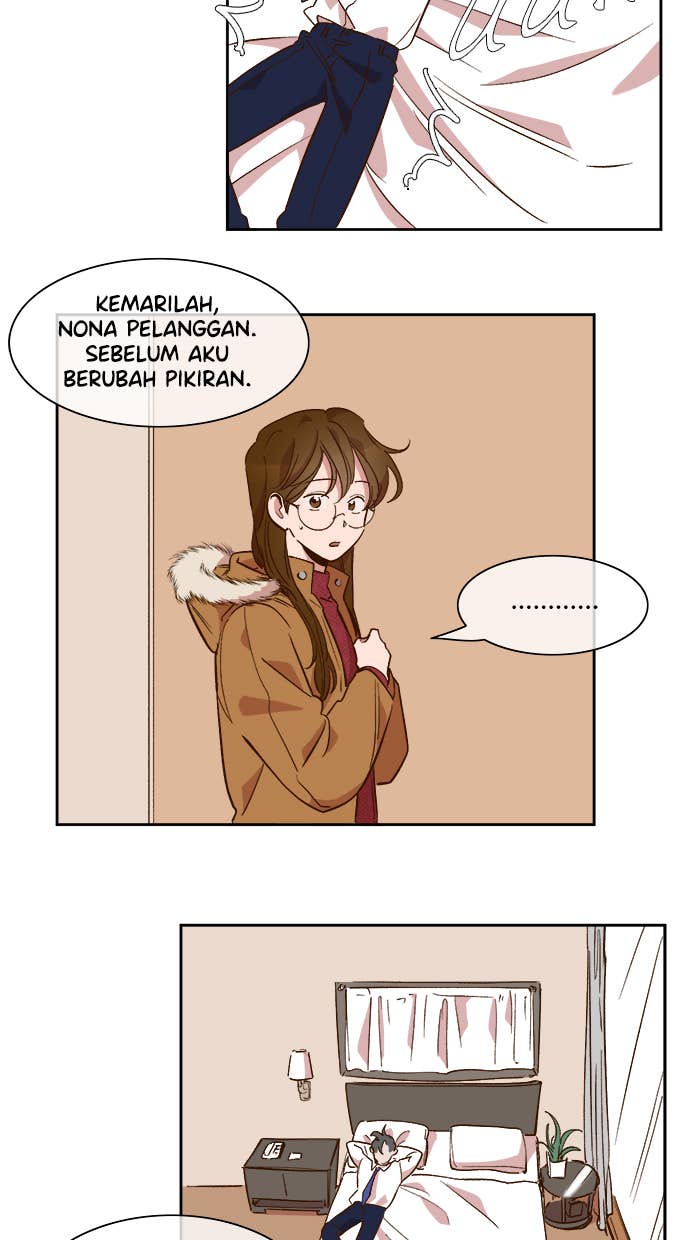 KEMARILAH,
NONA PELANGGAN.
SEBELUM AKU
BERUBAH PIKIRAN.
.............